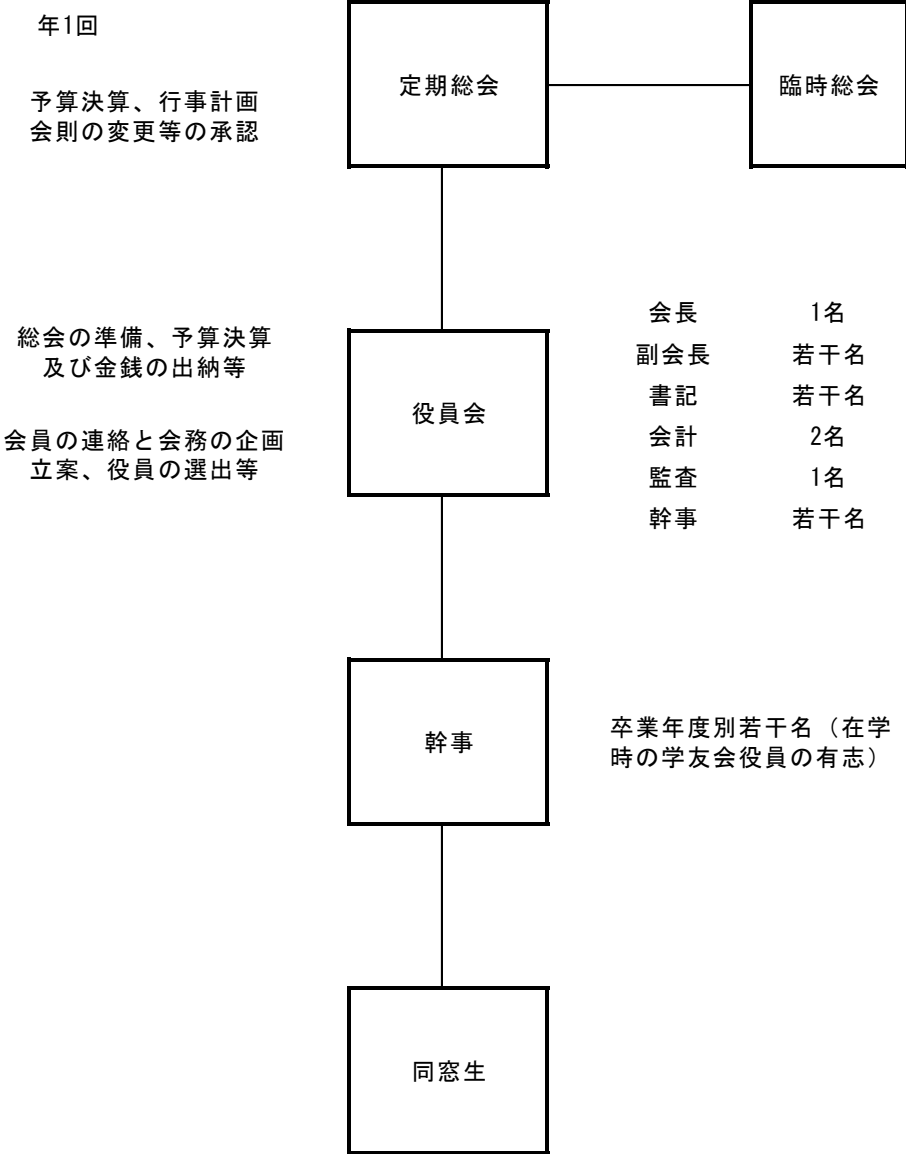 年1回
定期総会
臨時総会
予算決算、行事計画
会則の変更等の承認
総会の準備、予算決算
及び金銭の出納等
会員の連絡と会務の企画
立案、役員の選出等
役員会
会長 1名
副会長 若干名
書記 若干名
会計 2名
監査 1名
幹事 若干名
幹事
卒業年度別若干名（在学
時の学友会役員の有志）
同窓生